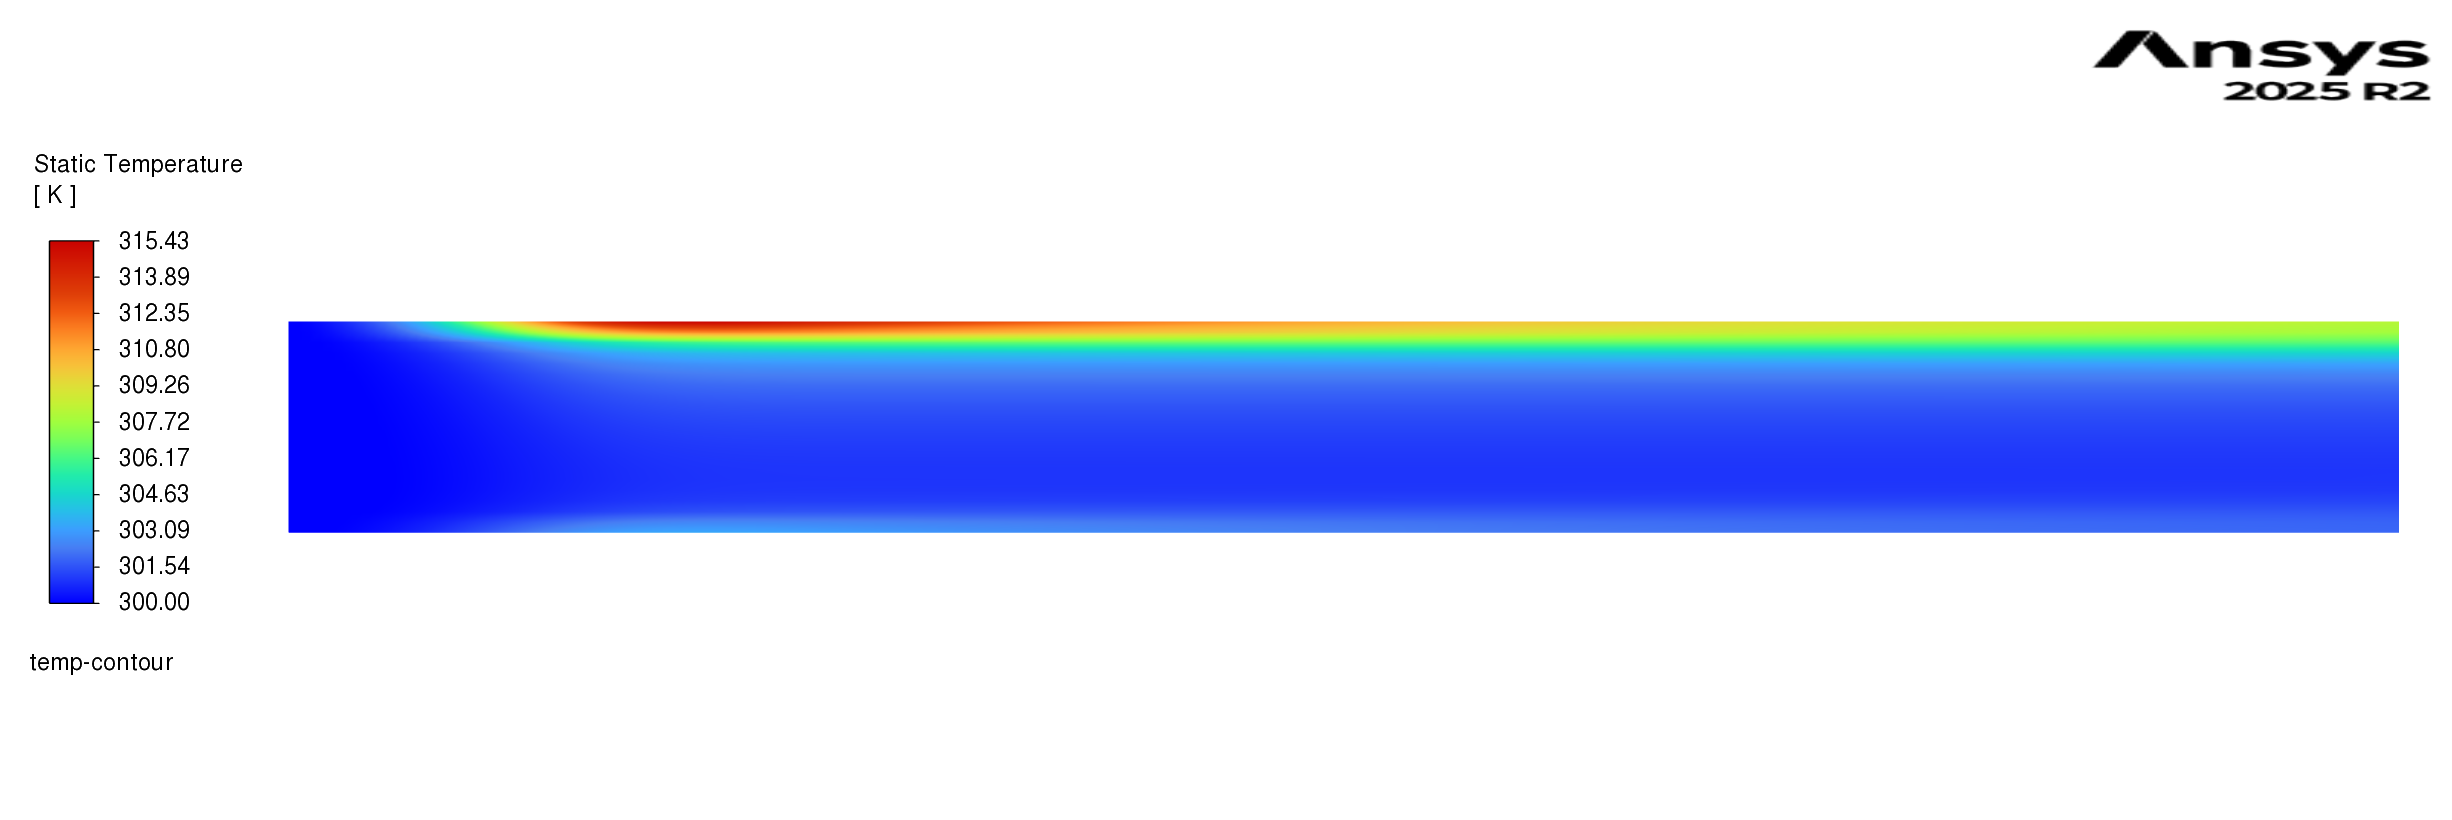 Ansys
2025 R2
Static Temperature
[ K ]
315.43
313.89
312.35
310.80
309.26
307.72
306.17
304.63
303.09
301.54
300.00
temp-contour